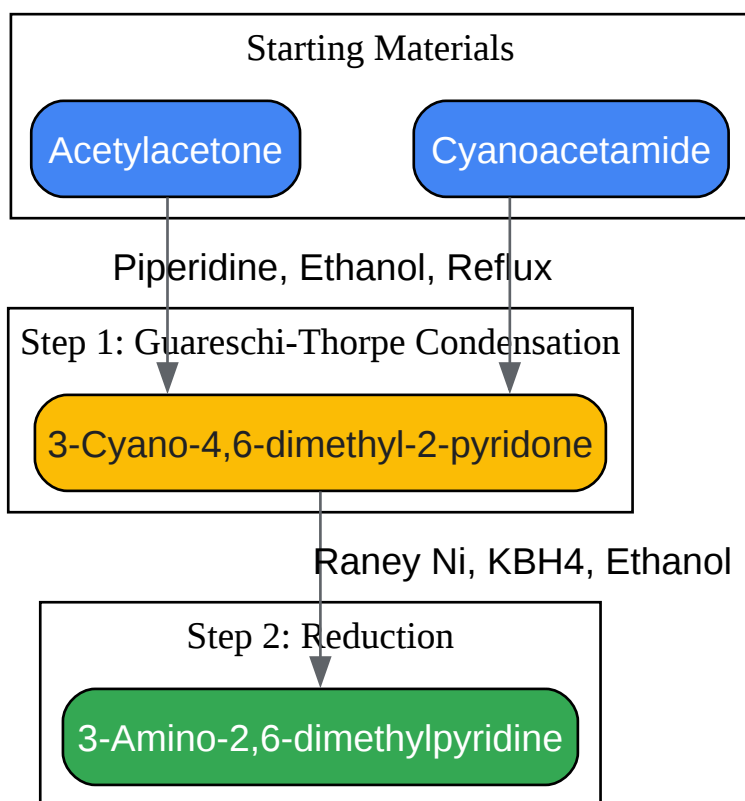 Starting Materials
Acetylacetone
Cyanoacetamide
Piperidine, Ethanol, Reflux
Step 1: Guareschi-Thorpe Condensation
3-Cyano-4,6-dimethyl-2-pyridone
Raney Ni, KBH4, Ethanol
Step 2: Reduction
3-Amino-2,6-dimethylpyridine